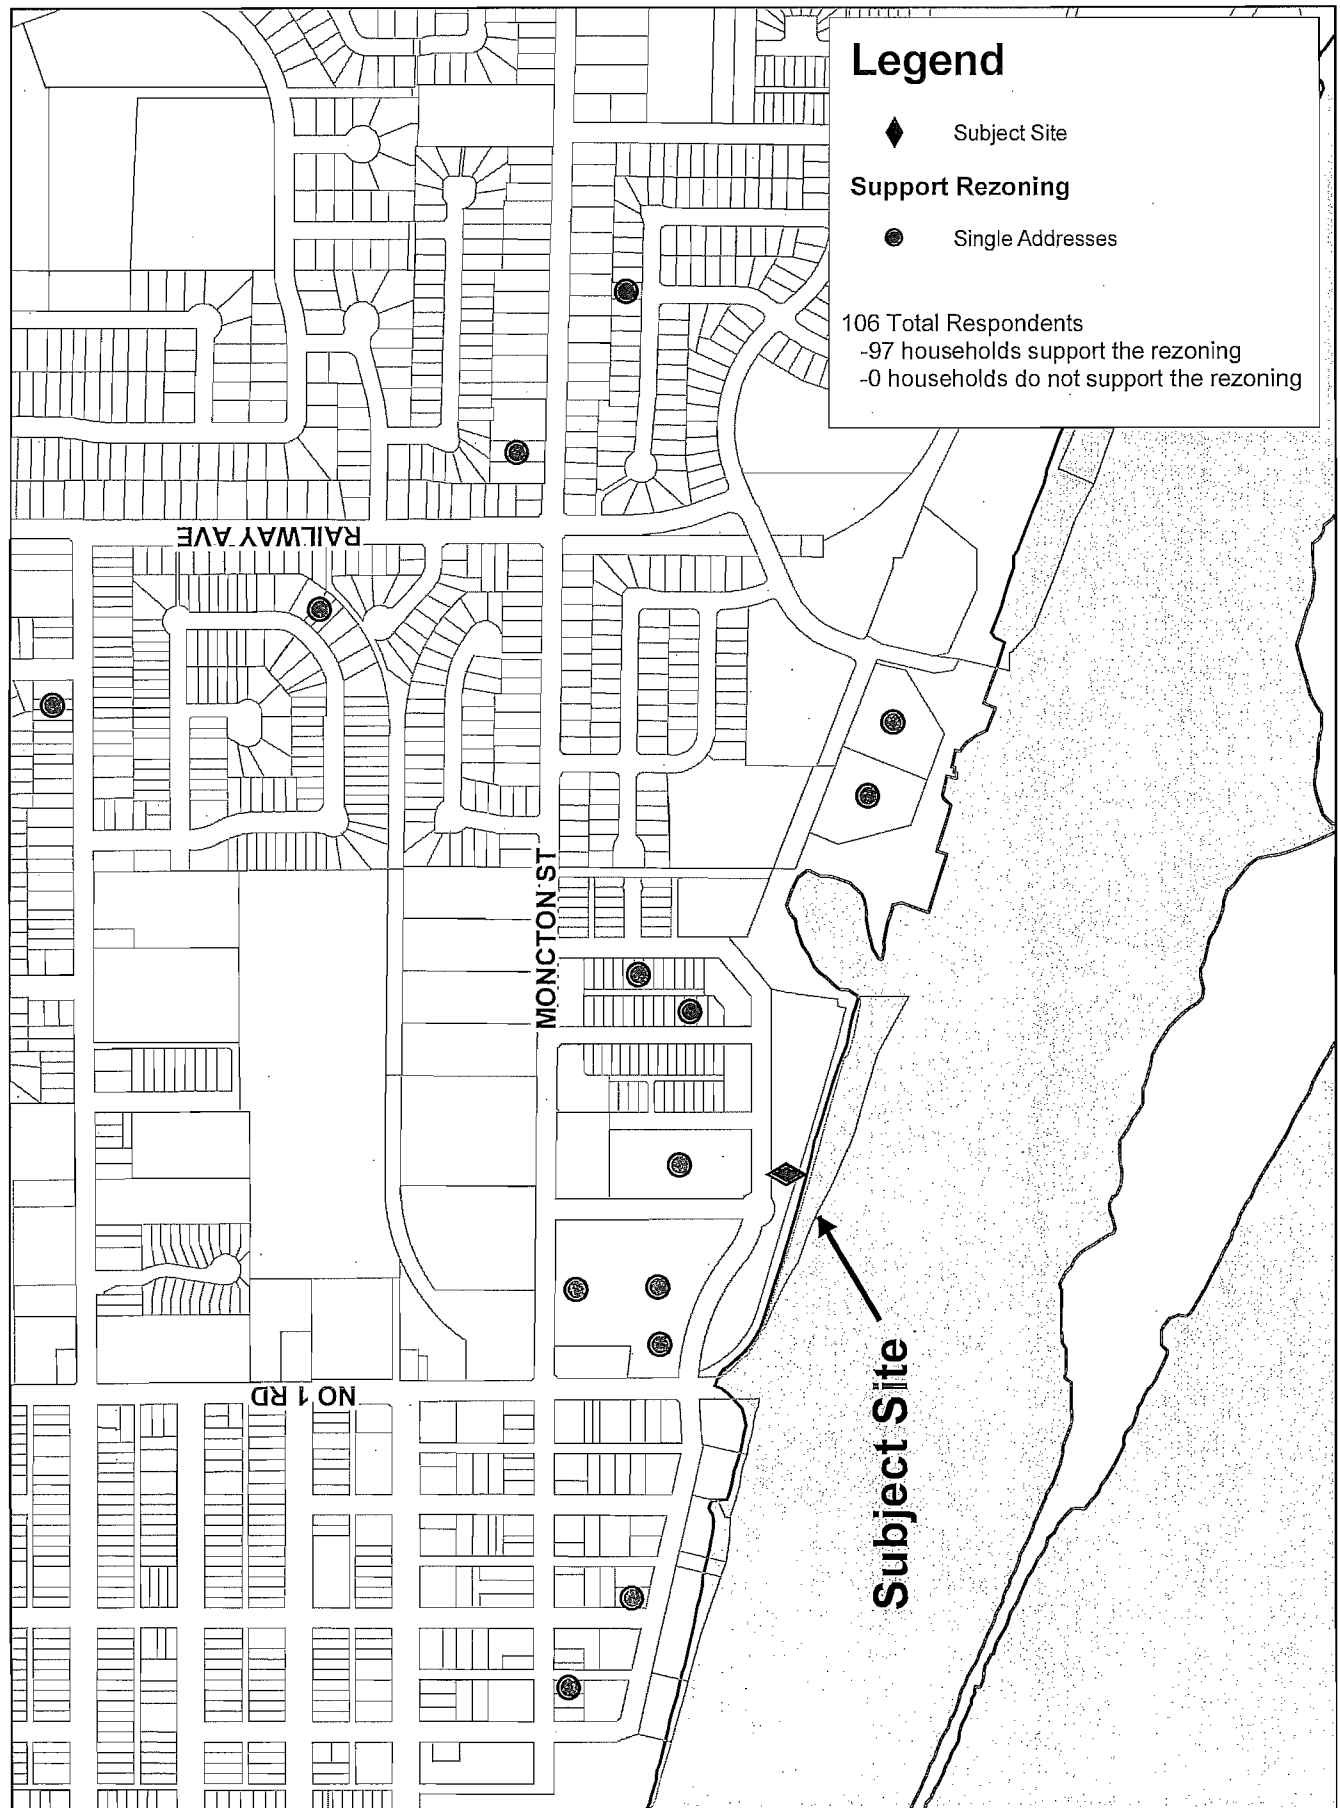 Legend
Subject Site
Support Rezoning
Single Addresses
106 Total Respondents
-97 households support the rezoning
-0 households do not support the rezoning
RAILWAY AVE
MONCTON ST
NO 1 RD
Subject Site